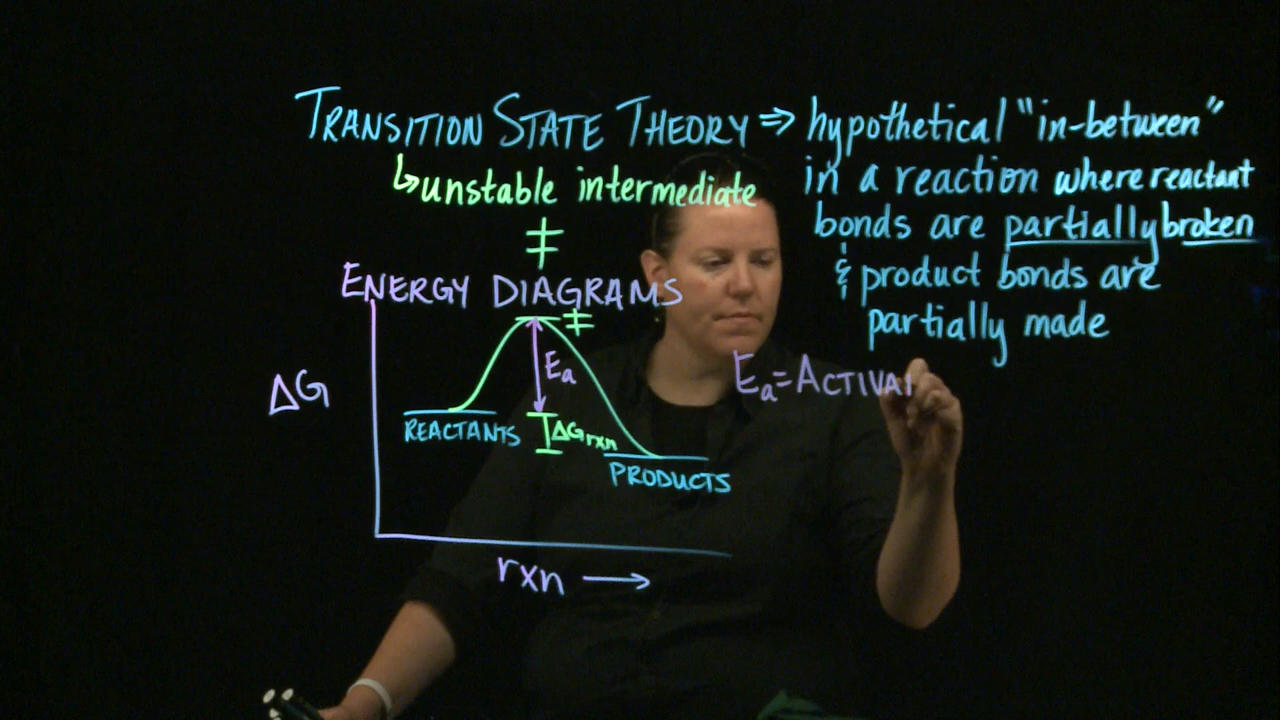 TRANSITION STATE THEORY ⇒ hypothetical "in-between"
in a reaction where reactant
bonds are partially broken
& product bonds are
partially made
↳ unstable intermediate
‡
ENERGY DIAGRAMS
‡
Ea
ΔG
REACTANTS
ΔGrxn
PRODUCTS
rxn →
Ea = ACTIVA